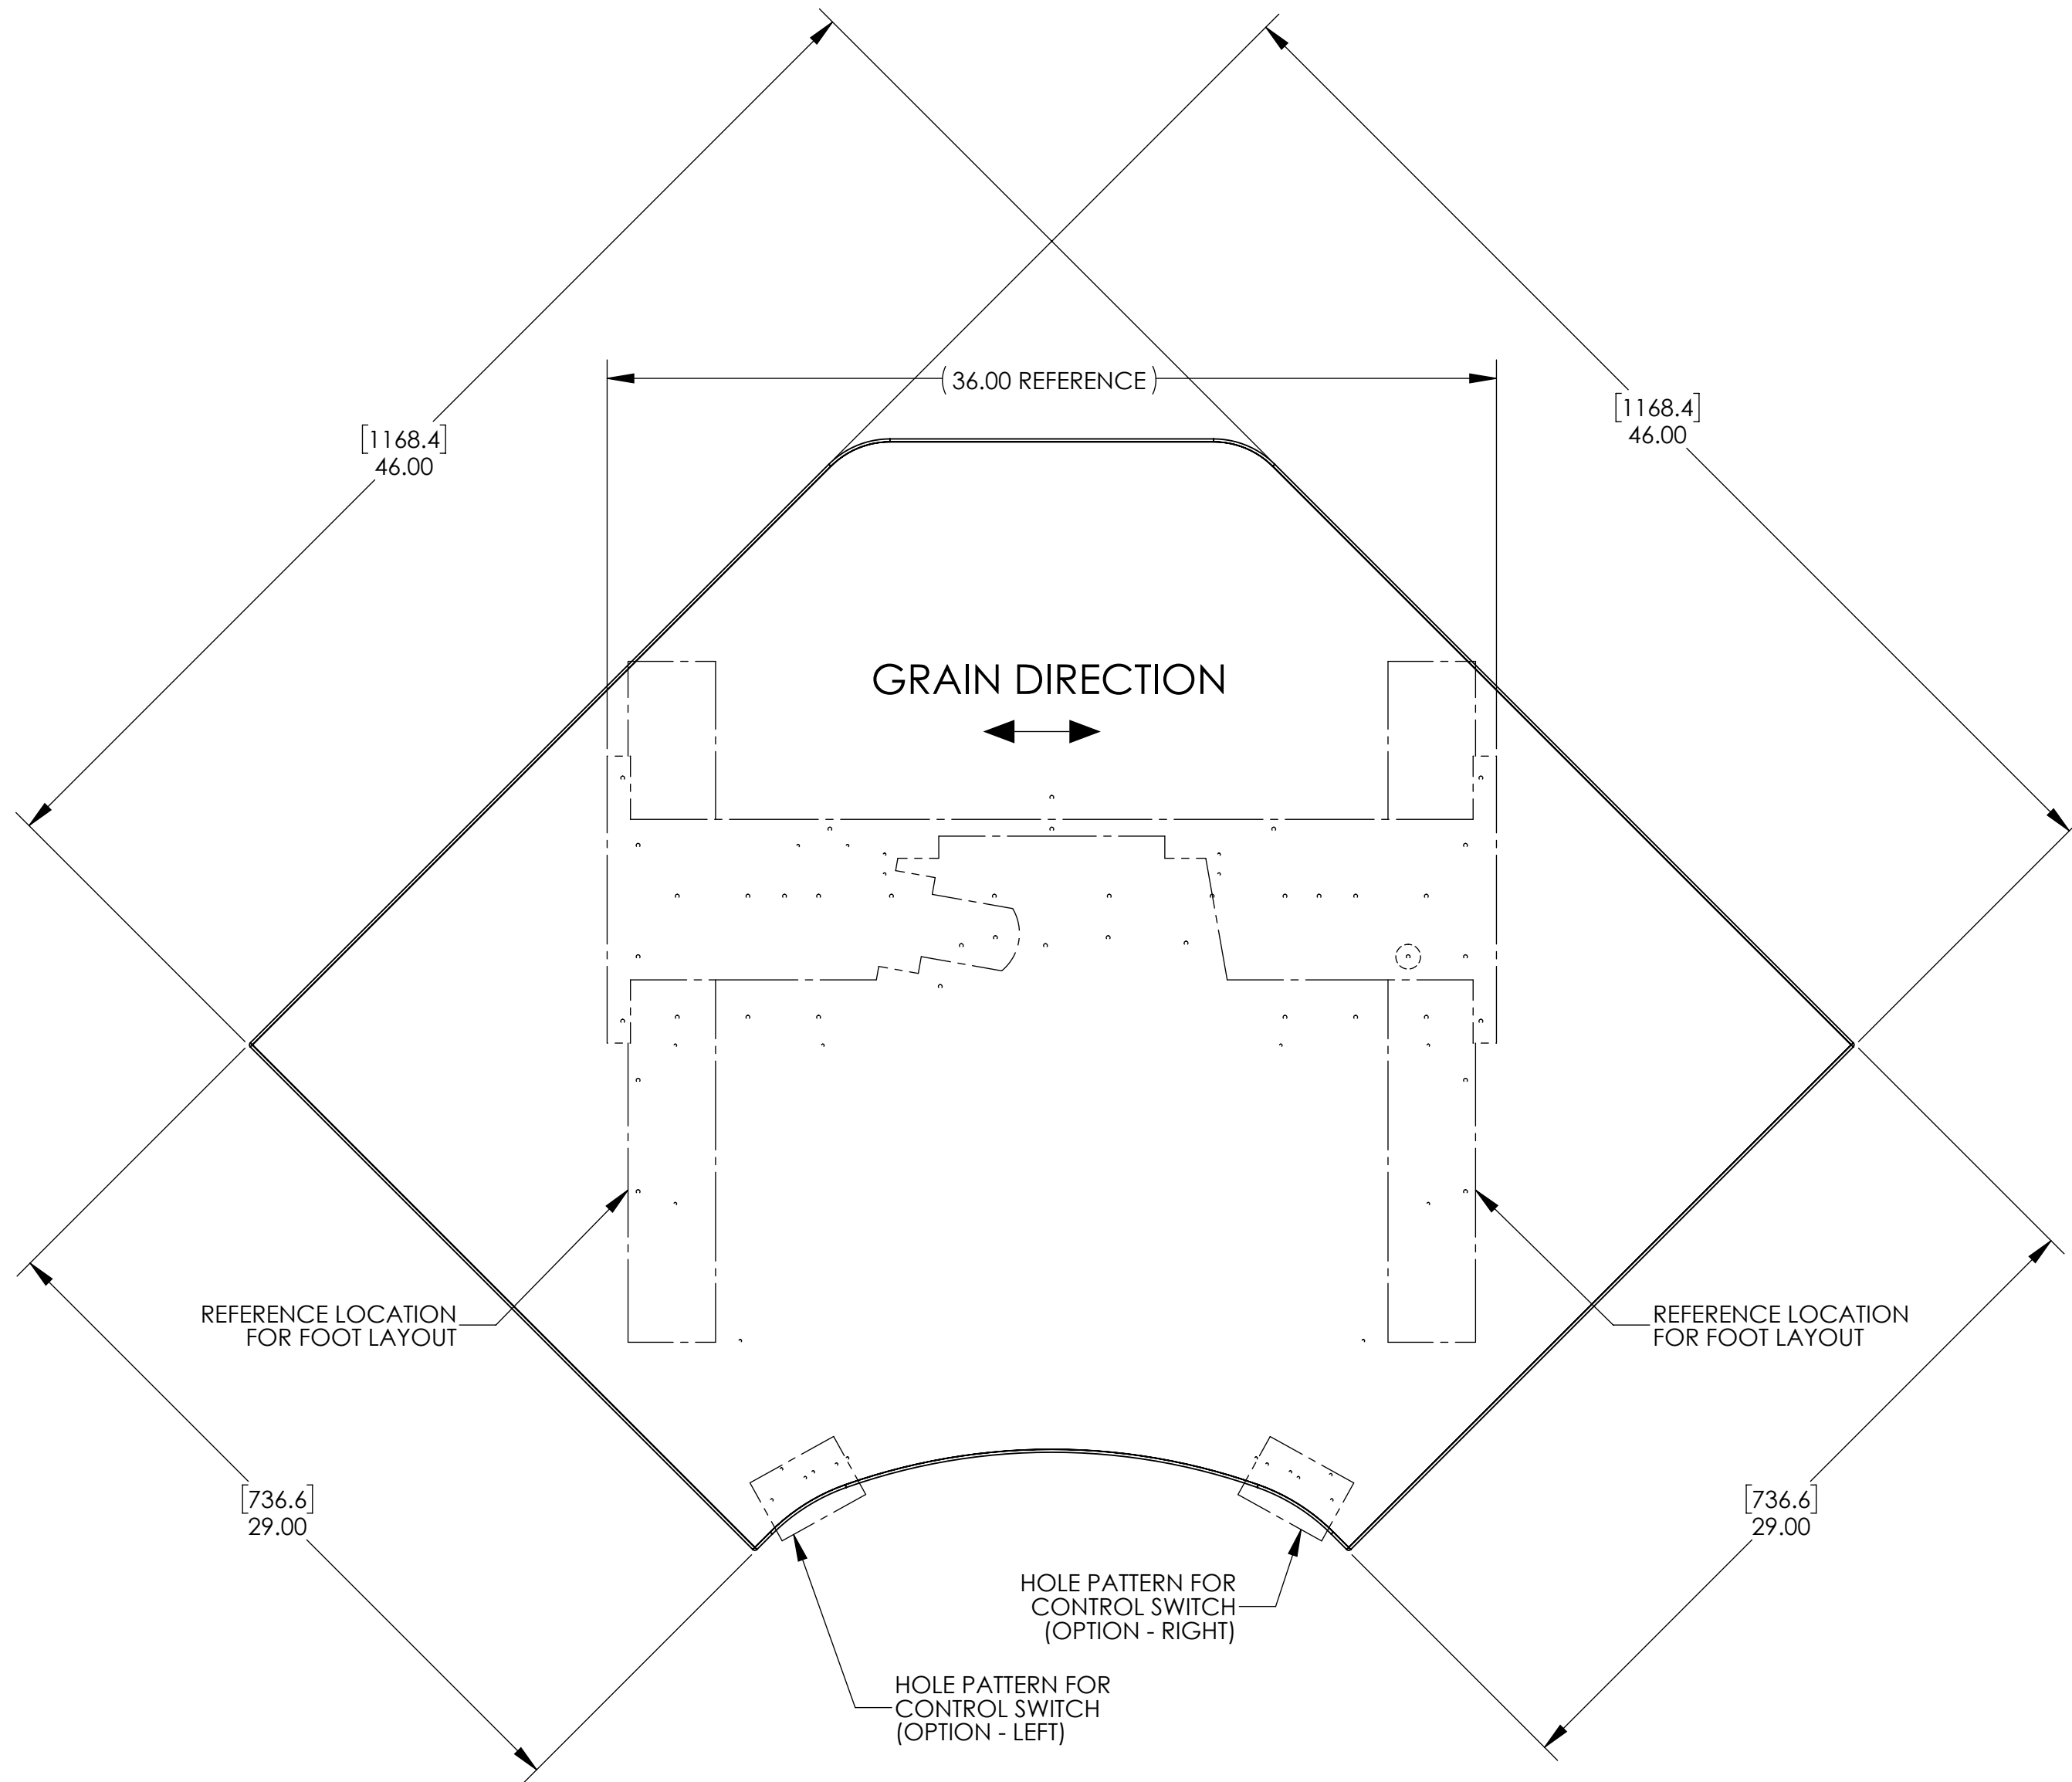 (36.00 REFERENCE)
[1168.4]
46.00
[1168.4]
46.00
GRAIN DIRECTION
REFERENCE LOCATION
FOR FOOT LAYOUT
REFERENCE LOCATION
FOR FOOT LAYOUT
[736.6]
29.00
[736.6]
29.00
HOLE PATTERN FOR
CONTROL SWITCH
(OPTION - RIGHT)
HOLE PATTERN FOR
CONTROL SWITCH
(OPTION - LEFT)